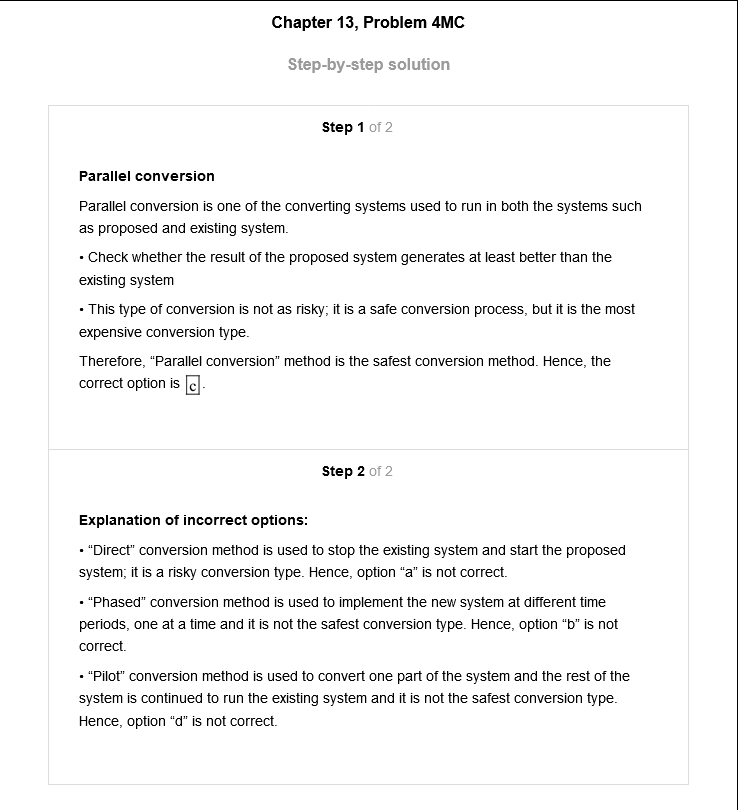 Chapter 13, Problem 4MC
Step-by-step solution
Step 1 of 2
Parallel conversion
Parallel conversion is one of the converting systems used to run in both the systems such
as proposed and existing system.
• Check whether the result of the proposed system generates at least better than the
existing system
• This type of conversion is not as risky; it is a safe conversion process, but it is the most
expensive conversion type.
Therefore, “Parallel conversion” method is the safest conversion method. Hence, the
correct option is c .
Step 2 of 2
Explanation of incorrect options:
• “Direct” conversion method is used to stop the existing system and start the proposed
system; it is a risky conversion type. Hence, option “a” is not correct.
• “Phased” conversion method is used to implement the new system at different time
periods, one at a time and it is not the safest conversion type. Hence, option “b” is not
correct.
• “Pilot” conversion method is used to convert one part of the system and the rest of the
system is continued to run the existing system and it is not the safest conversion type.
Hence, option “d” is not correct.